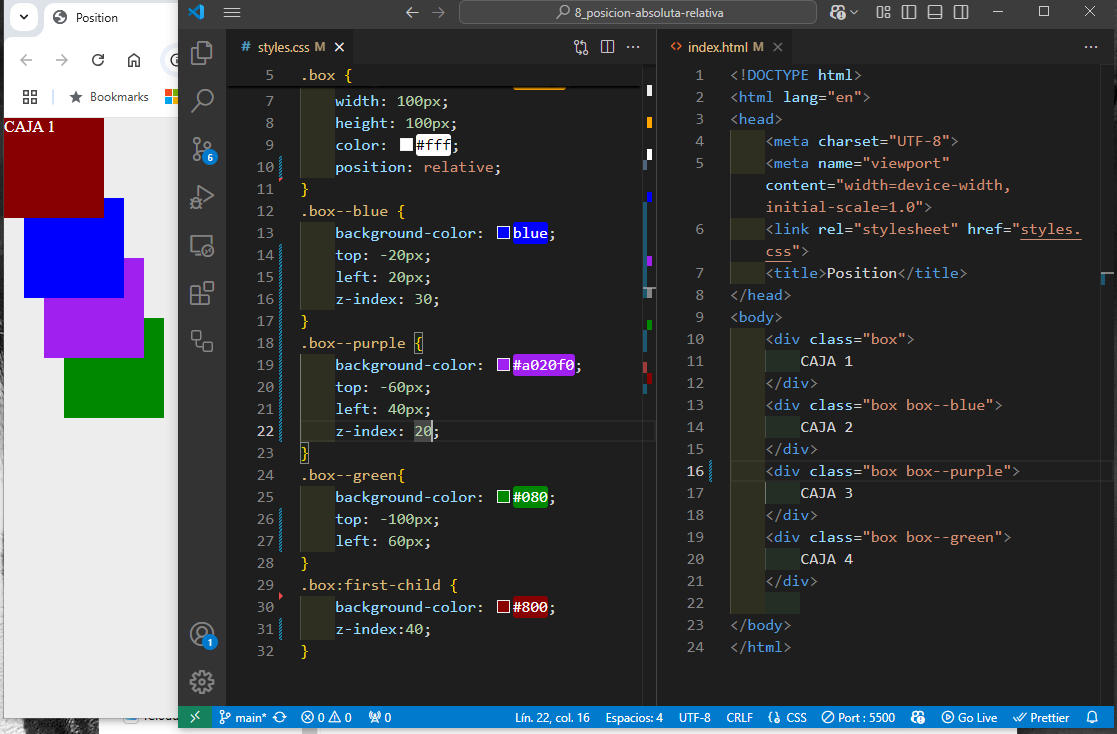 Position
8_posicion-absoluta-relativa
Bookmarks
CAJA 1
6
1
# styles.css M
5 .box {
7 width: 100px;
8 height: 100px;
9 color: #fff;
10 position: relative;
11 }
12 .box--blue {
13 background-color: blue;
14 top: -20px;
15 left: 20px;
16 z-index: 30;
17 }
18 .box--purple {
19 background-color: #a020f0;
20 top: -60px;
21 left: 40px;
22 z-index: 20;
23 }
24 .box--green{
25 background-color: #080;
26 top: -100px;
27 left: 60px;
28 }
29 .box:first-child {
30 background-color: #800;
31 z-index:40;
32 }
<> index.html M
1 <!DOCTYPE html>
2 <html lang="en">
3 <head>
4 <meta charset="UTF-8">
5 <meta name="viewport"
content="width=device-width,
initial-scale=1.0">
6 <link rel="stylesheet" href="styles.
css">
7 <title>Position</title>
8 </head>
9 <body>
10 <div class="box">
11 CAJA 1
12 </div>
13 <div class="box box--blue">
14 CAJA 2
15 </div>
16 <div class="box box--purple">
17 CAJA 3
18 </div>
19 <div class="box box--green">
20 CAJA 4
21 </div>
22
23 </body>
24 </html>
main* 0 0 0 Lín. 22, col. 16 Espacios: 4 UTF-8 CRLF {} CSS Port : 5500 Go Live Prettier